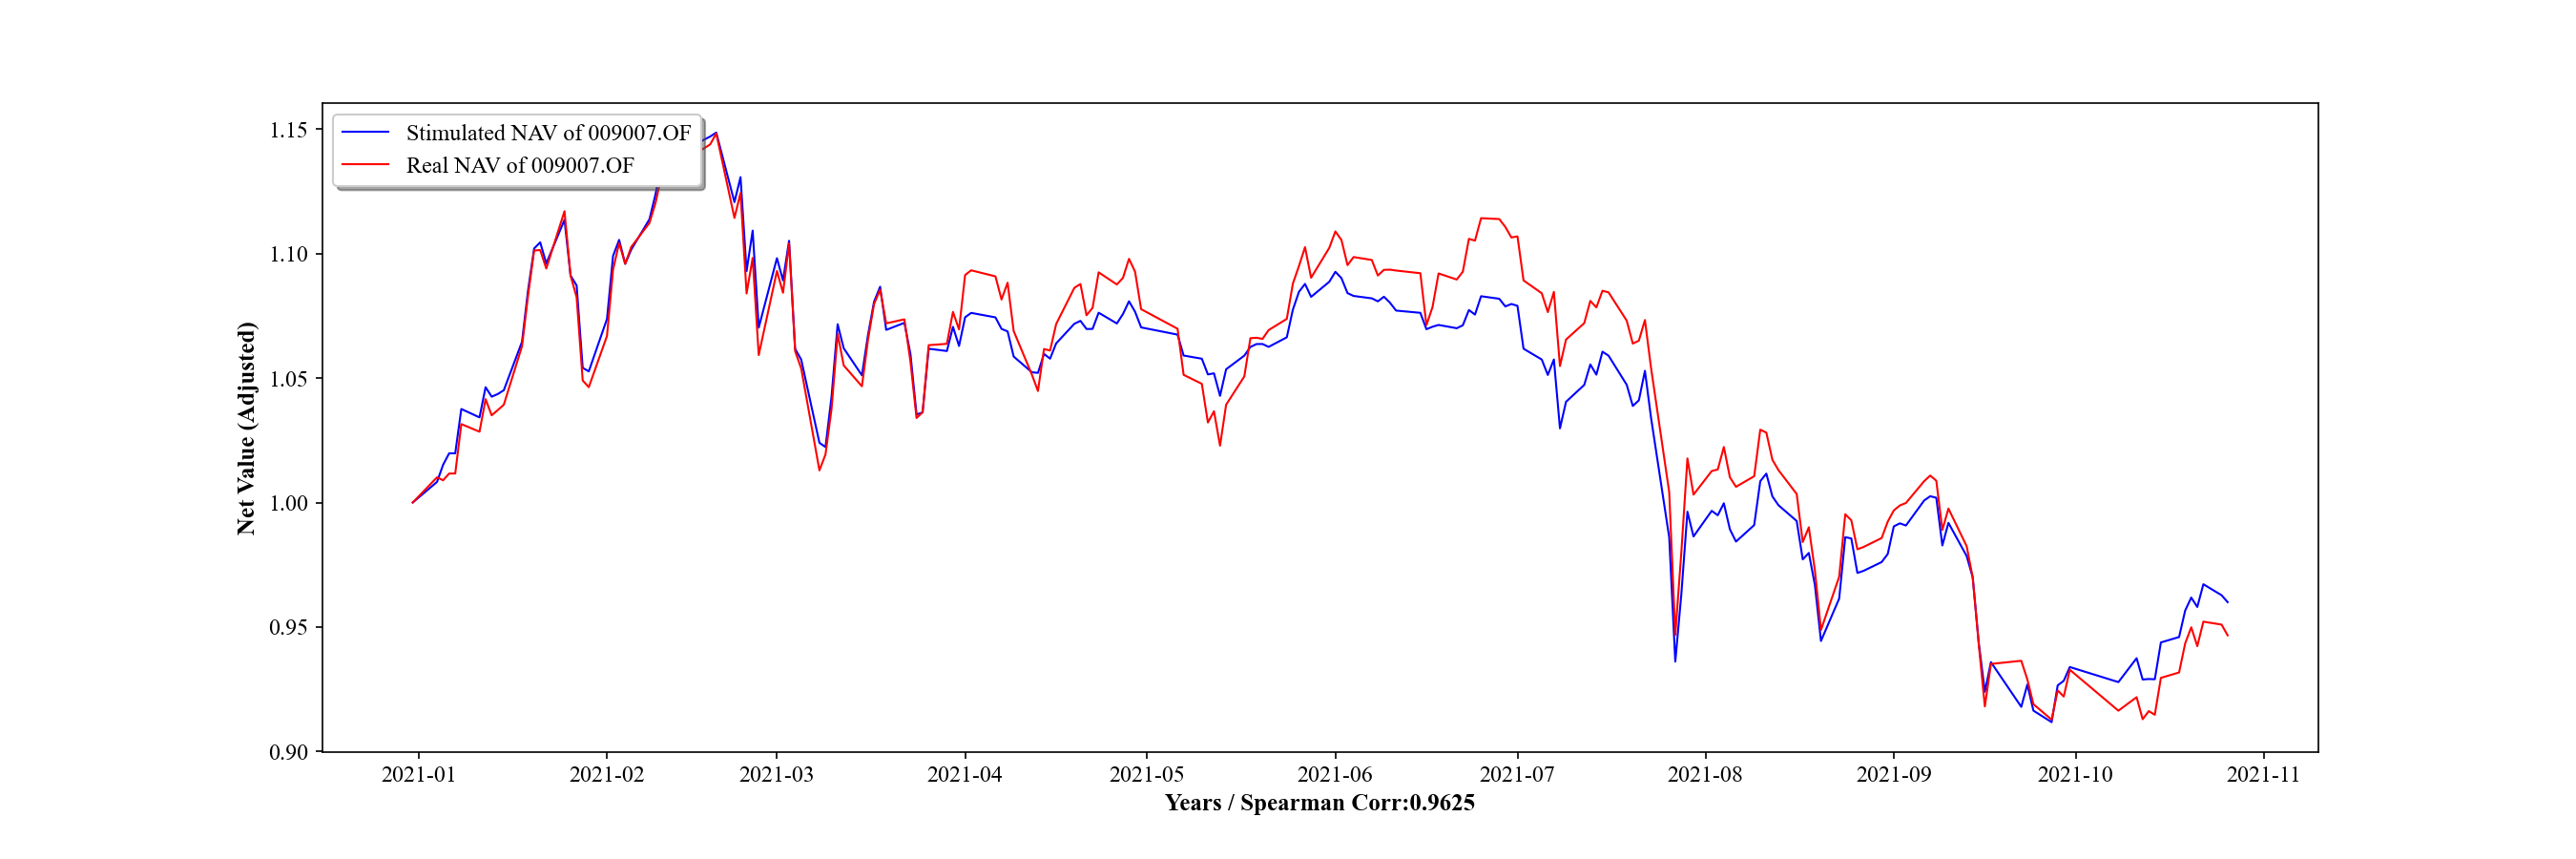 Stimulated NAV of 009007.OF
Real NAV of 009007.OF
Net Value (Adjusted)
1.15
1.10
1.05
1.00
0.95
0.90
2021-01 2021-02 2021-03 2021-04 2021-05 2021-06 2021-07 2021-08 2021-09 2021-10 2021-11
Years / Spearman Corr:0.9625